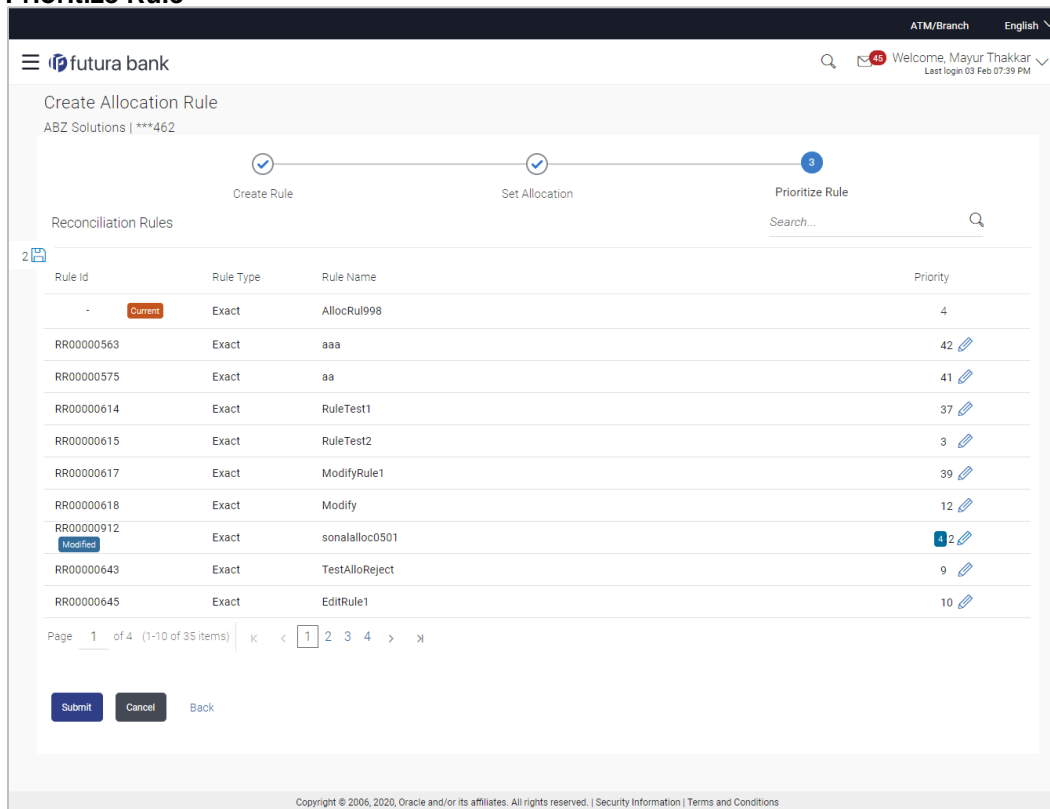 Prioritize Rule
ATM/Branch English
futura bank
45 Welcome, Mayur Thakkar
Last login 03 Feb 07:39 PM
Create Allocation Rule
ABZ Solutions | ***462
3
Create Rule Set Allocation Prioritize Rule
Reconciliation Rules Search...
2
Rule Id Rule Type Rule Name Priority
- Current Exact AllocRul998 4
RR00000563 Exact aaa 42
RR00000575 Exact aa 41
RR00000614 Exact RuleTest1 37
RR00000615 Exact RuleTest2 3
RR00000617 Exact ModifyRule1 39
RR00000618 Exact Modify 12
RR00000912 Exact sonalalloc0501 4 2
Modified
RR00000643 Exact TestAlloReject 9
RR00000645 Exact EditRule1 10
Page 1 of 4 (1-10 of 35 items) 1 2 3 4
Submit Cancel Back
Copyright © 2006, 2020, Oracle and/or its affiliates. All rights reserved. | Security Information | Terms and Conditions